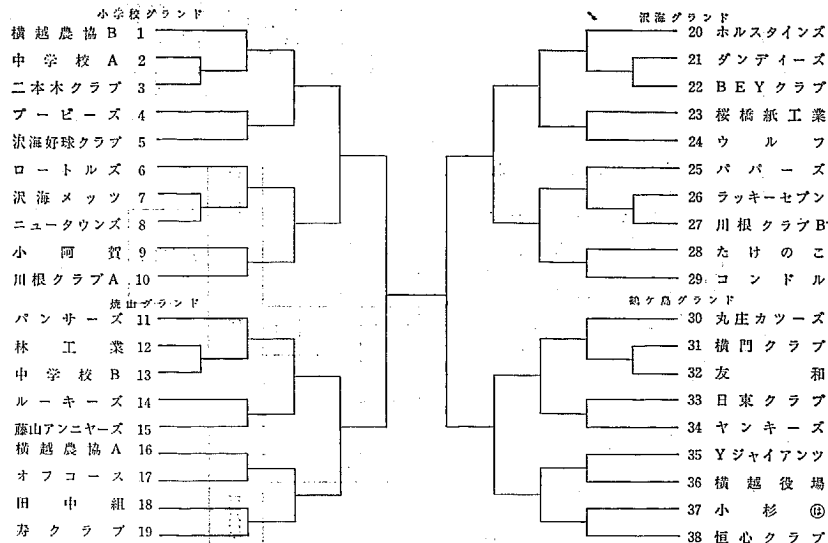 小学校グランド
横越農協B 1
中学校A 2
二本木クラブ 3
プーピーズ 4
沢海好球クラブ 5
ロートルズ 6
沢海メッツ 7
ニュータウンズ 8
小阿賀 9
川根クラブA 10
焼山グランド
パンサーズ 11
林工業 12
中学校B 13
ルーキーズ 14
藤山アンニヤーズ 15
横越農協A 16
オフコース 17
田中組 18
寿クラブ 19
沢海グランド
20 ホルスタインズ
21 ダンディーズ
22 BEYクラブ
23 桜橋紙工業
24 ウルフ
25 パパーズ
26 ラッキーセブン
27 川根クラブB
28 たけのこ
29 コンドル
鶴ケ島グランド
30 丸庄カツーズ
31 横門クラブ
32 友和
33 日東クラブ
34 ヤンキーズ
35 Yジャイアンツ
36 横越役場
37 小杉㋩
38 恒心クラブ